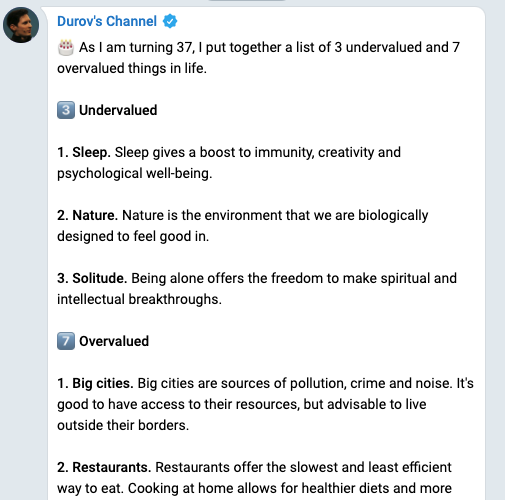 Durov's Channel
🎂 As I am turning 37, I put together a list of 3 undervalued and 7
overvalued things in life.
3️⃣ Undervalued
1. Sleep. Sleep gives a boost to immunity, creativity and
psychological well-being.
2. Nature. Nature is the environment that we are biologically
designed to feel good in.
3. Solitude. Being alone offers the freedom to make spiritual and
intellectual breakthroughs.
7️⃣ Overvalued
1. Big cities. Big cities are sources of pollution, crime and noise. It's
good to have access to their resources, but advisable to live
outside their borders.
2. Restaurants. Restaurants offer the slowest and least efficient
way to eat. Cooking at home allows for healthier diets and more